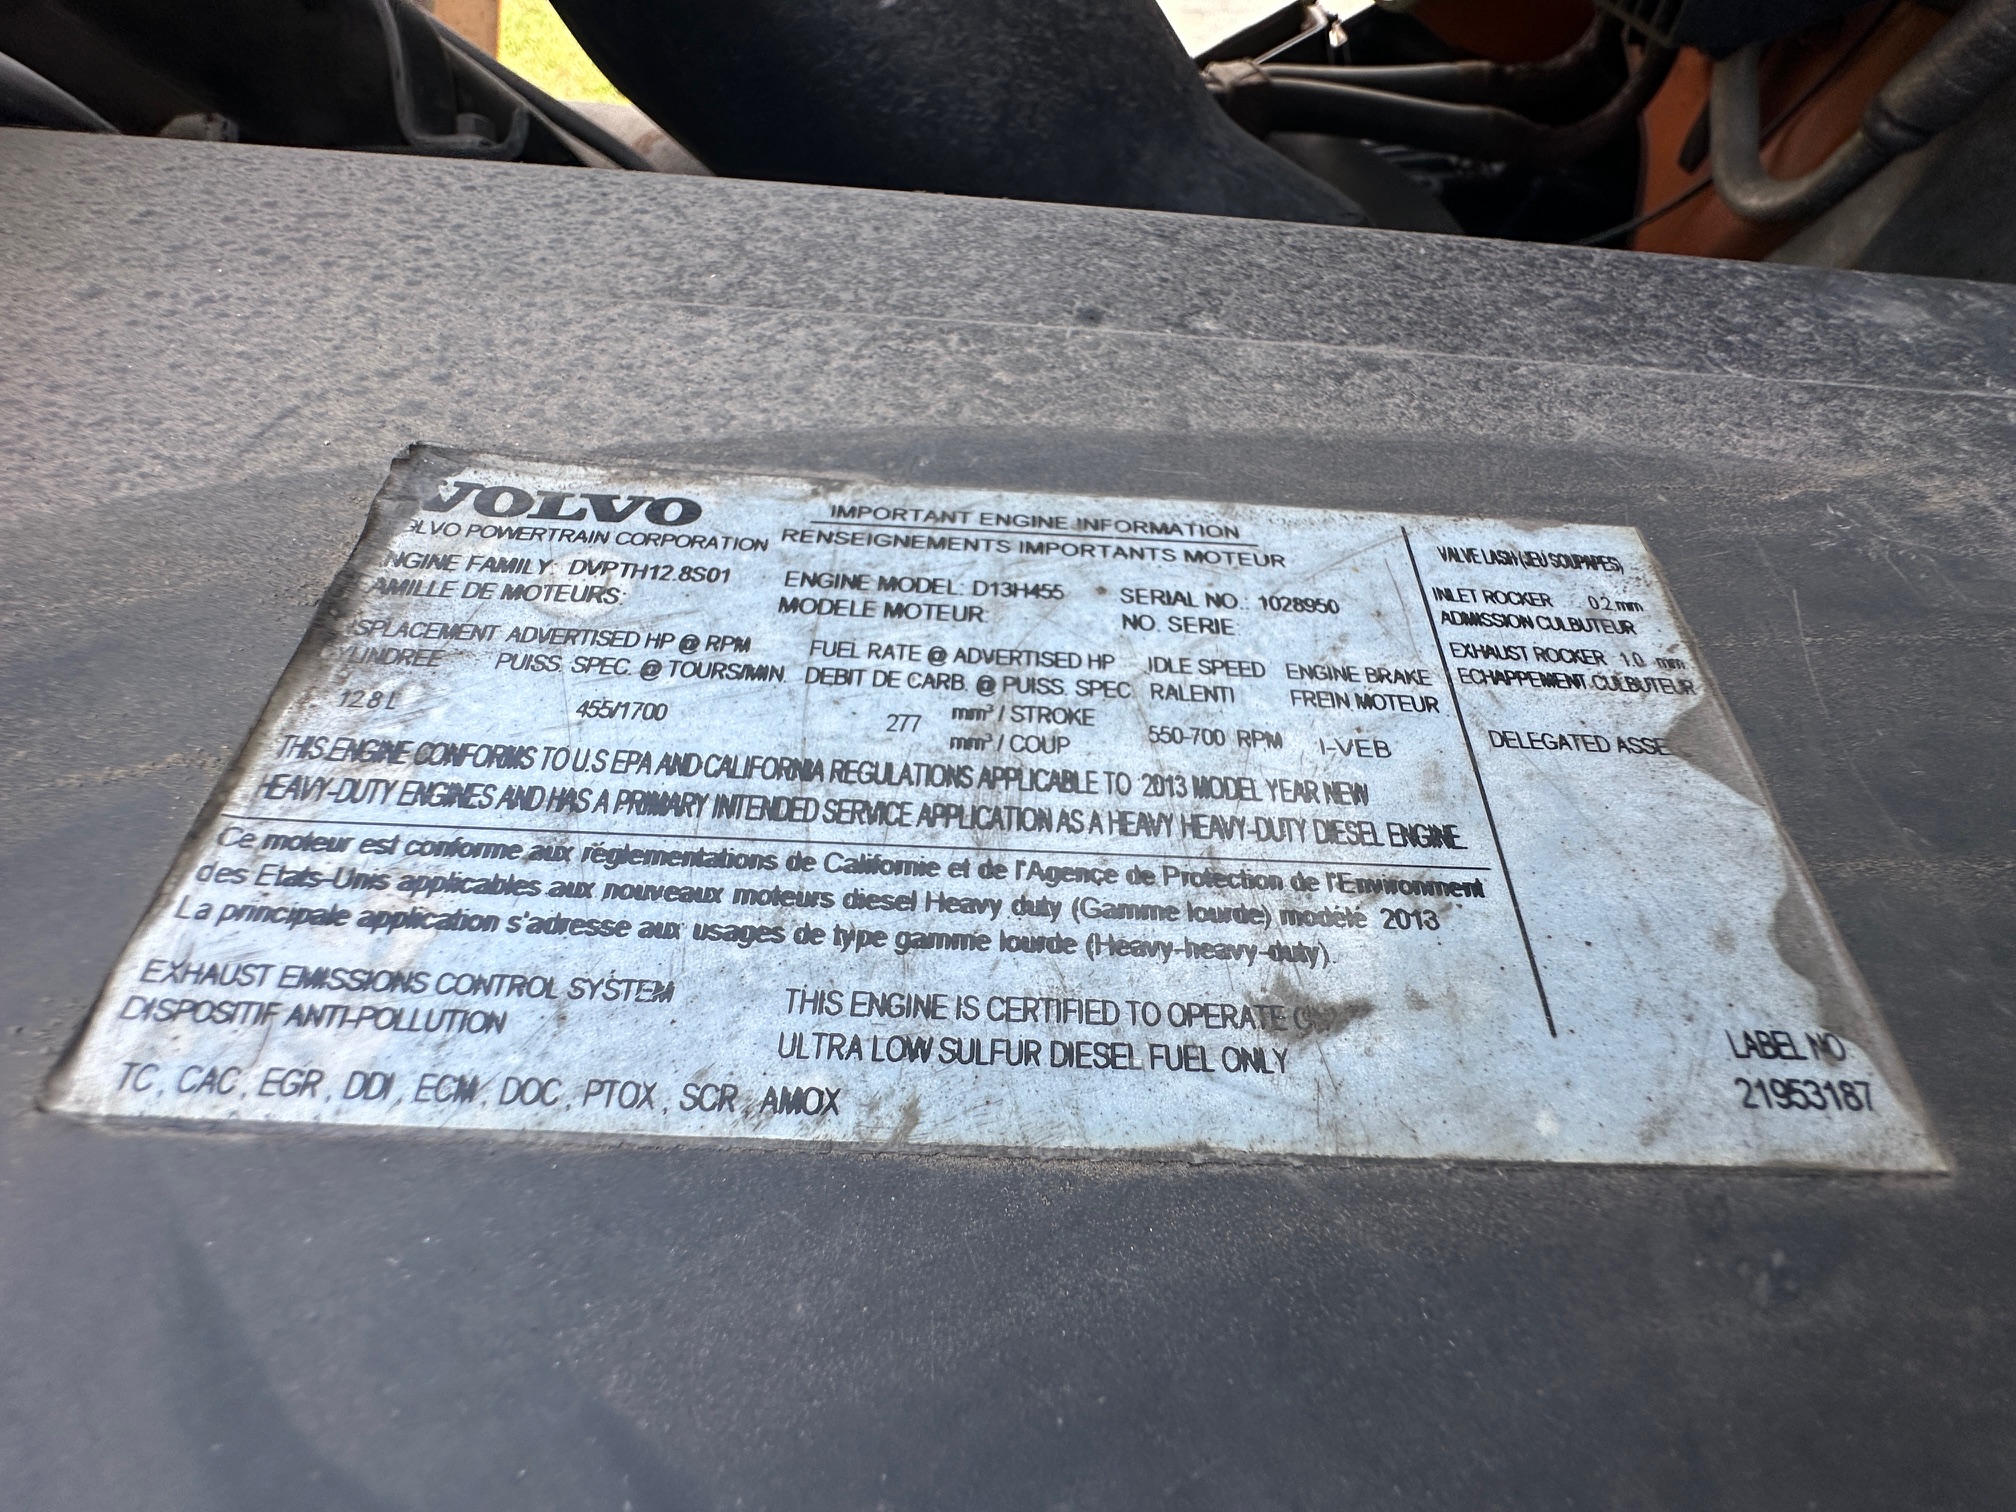 VOLVO
OLVO POWERTRAIN CORPORATION
IMPORTANT ENGINE INFORMATION
RENSEIGNEMENTS IMPORTANTS MOTEUR
NGINE FAMILY: DVPTH12.8S01
AMILLE DE MOTEURS:
ENGINE MODEL: D13H455
MODELE MOTEUR:
SERIAL NO.: 1028950
NO. SERIE:
SPLACEMENT
YLINDREE
12.8 L
ADVERTISED HP @ RPM
PUISS. SPEC. @ TOURS/MIN.
455/1700
FUEL RATE @ ADVERTISED HP
DEBIT DE CARB. @ PUISS. SPEC.
277 mm³ / STROKE
mm³ / COUP
IDLE SPEED
RALENTI
550-700 RPM
ENGINE BRAKE
FREIN MOTEUR
I-VEB
THIS ENGINE CONFORMS TO U.S EPA AND CALIFORNIA REGULATIONS APPLICABLE TO 2013 MODEL YEAR NEW
HEAVY-DUTY ENGINES AND HAS A PRIMARY INTENDED SERVICE APPLICATION AS A HEAVY HEAVY-DUTY DIESEL ENGINE.
Ce moteur est conforme aux réglementations de Californie et de l'Agence de Protection de l'Environment
des Etats-Unis applicables aux nouveaux moteurs diesel Heavy duty (Gamme lourde) modélé 2013
La principale application s'adresse aux usages de type gamme lourde (Heavy-heavy-duty).
EXHAUST EMISSIONS CONTROL SYSTEM
DISPOSITIF ANTI-POLLUTION
TC, CAC, EGR, DDI, ECM, DOC, PTOX, SCR, AMOX
THIS ENGINE IS CERTIFIED TO OPERATE
ULTRA LOW SULFUR DIESEL FUEL ONLY
VALVE LASH (JEU SOUPAPES)
INLET ROCKER 0.2 mm
ADMISSION CULBUTEUR
EXHAUST ROCKER 1.0 mm
ECHAPPEMENT CULBUTEUR
DELEGATED ASSE
LABEL NO
21953187